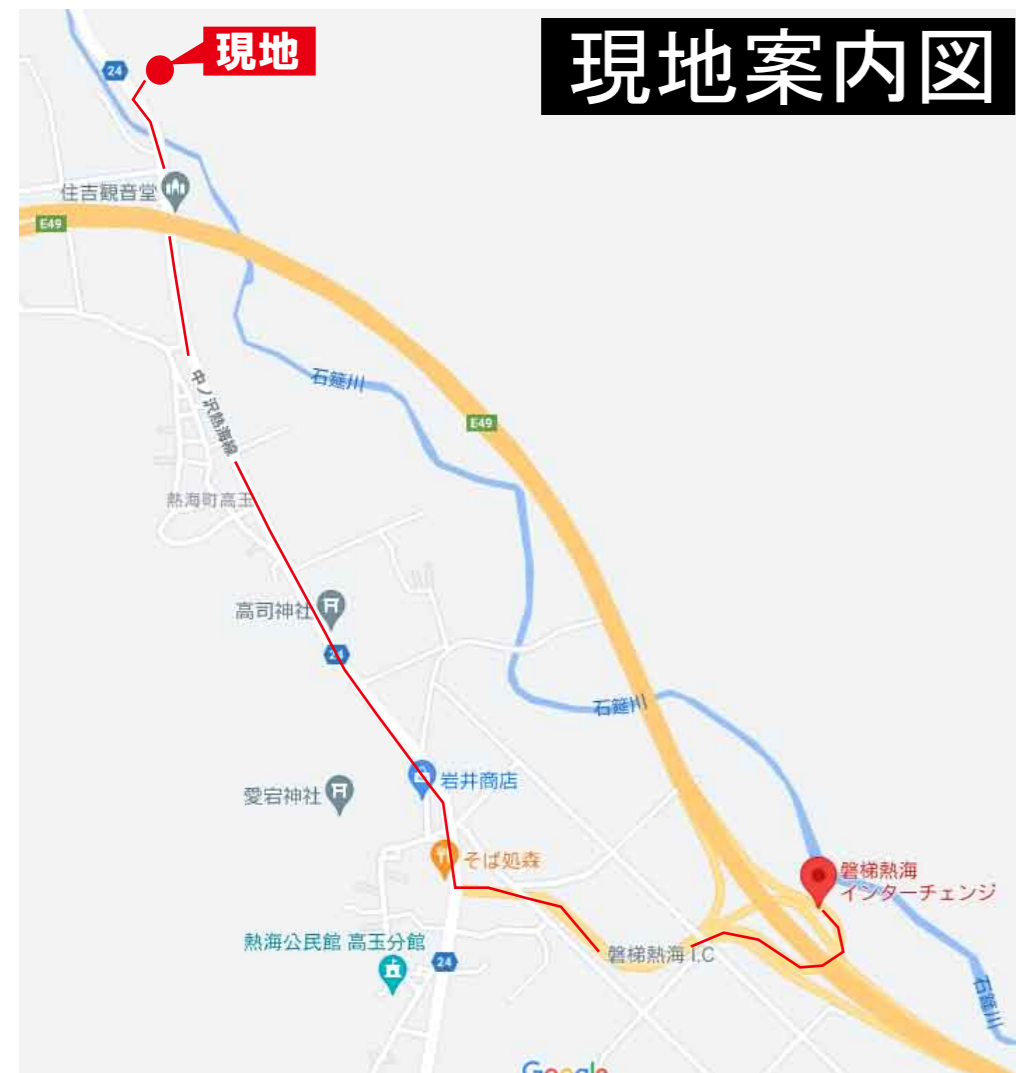 現地案内図
現地
24
住吉観音堂
E49
石筵川
E49
中ノ沢熱海線
熱海町高玉
高司神社
24
石筵川
岩井商店
愛宕神社
そば処森
磐梯熱海
インターチェンジ
熱海公民館 高玉分館
24
磐梯熱海 I.C
石筵川
Google